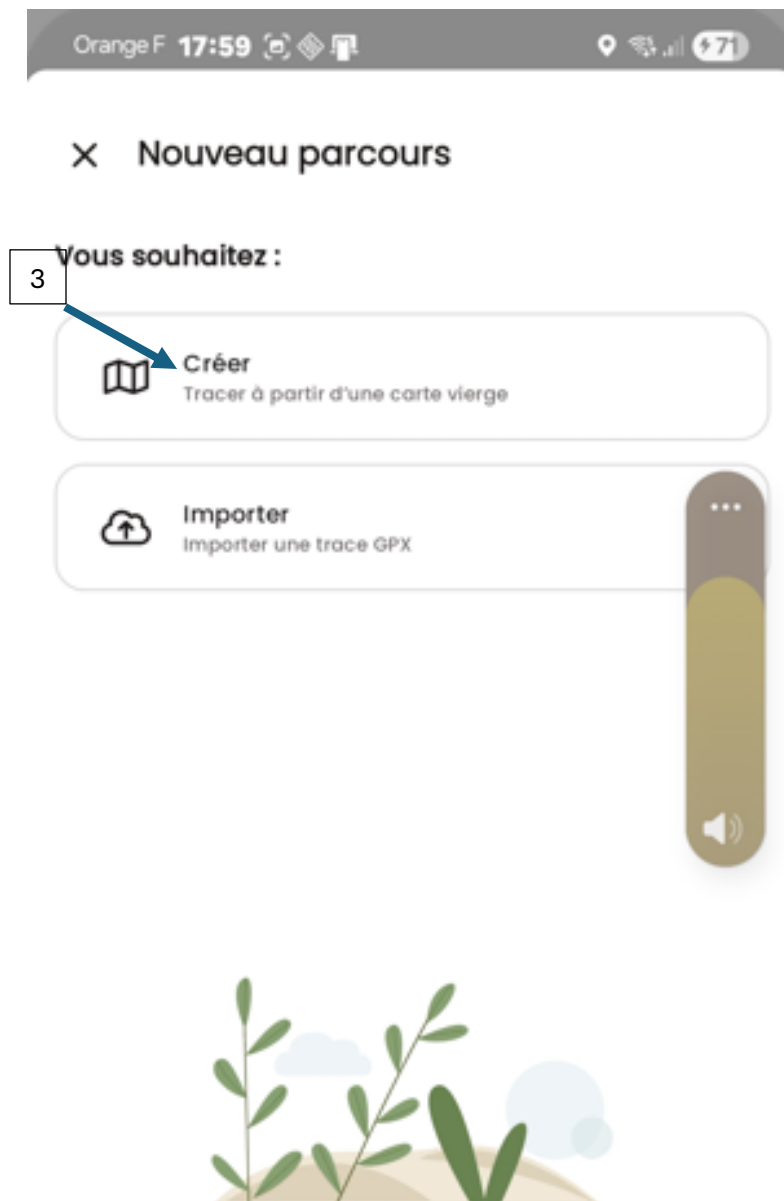 Orange F 17:59 71
Nouveau parcours
Vous souhaitez :
3
Créer
Tracer à partir d'une carte vierge
Importer
Importer une trace GPX